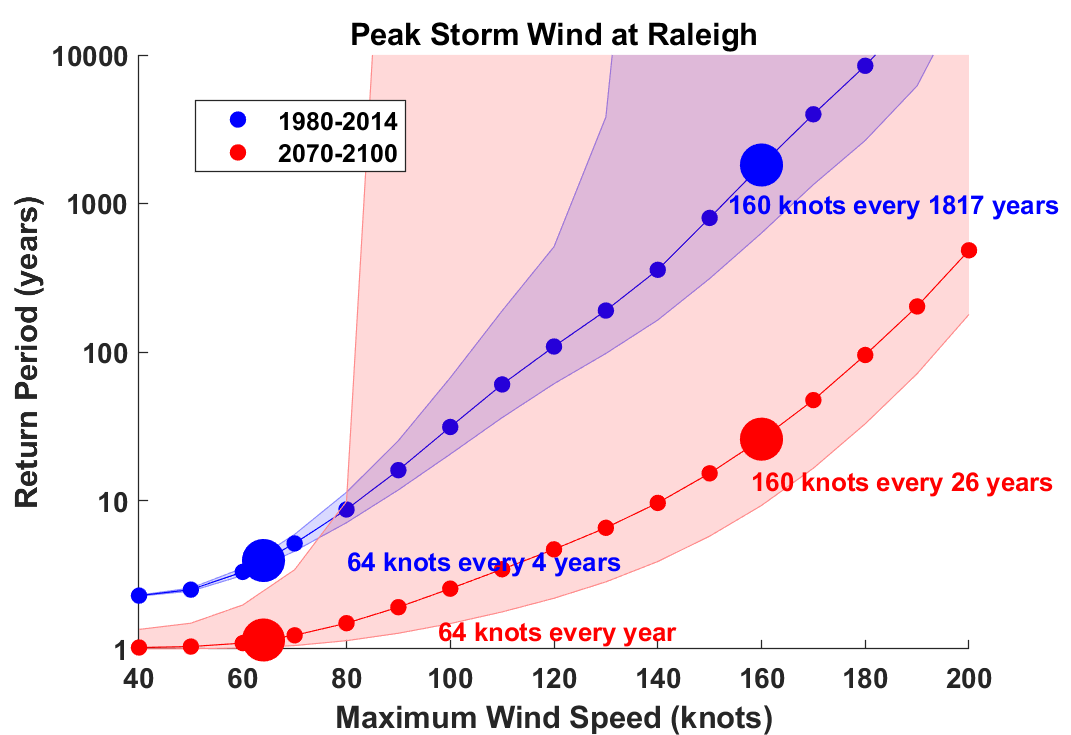 Peak Storm Wind at Raleigh
10000
1000
100
10
1
Return Period (years)
1980-2014
2070-2100
160 knots every 1817 years
160 knots every 26 years
64 knots every 4 years
64 knots every year
40 60 80 100 120 140 160 180 200
Maximum Wind Speed (knots)